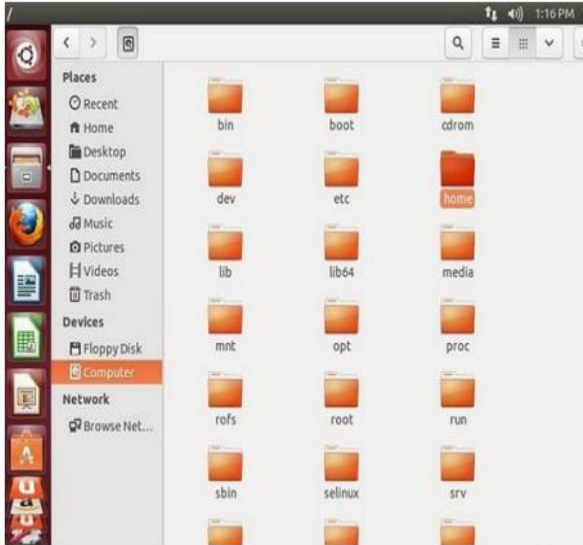 /
1:16 PM
Places
Recent
Home
Desktop
Documents
Downloads
Music
Pictures
Videos
Trash
Devices
Floppy Disk
Computer
Network
Browse Net...
bin boot cdrom
dev etc home
lib lib64 media
mnt opt proc
rofs root run
sbin selinux srv